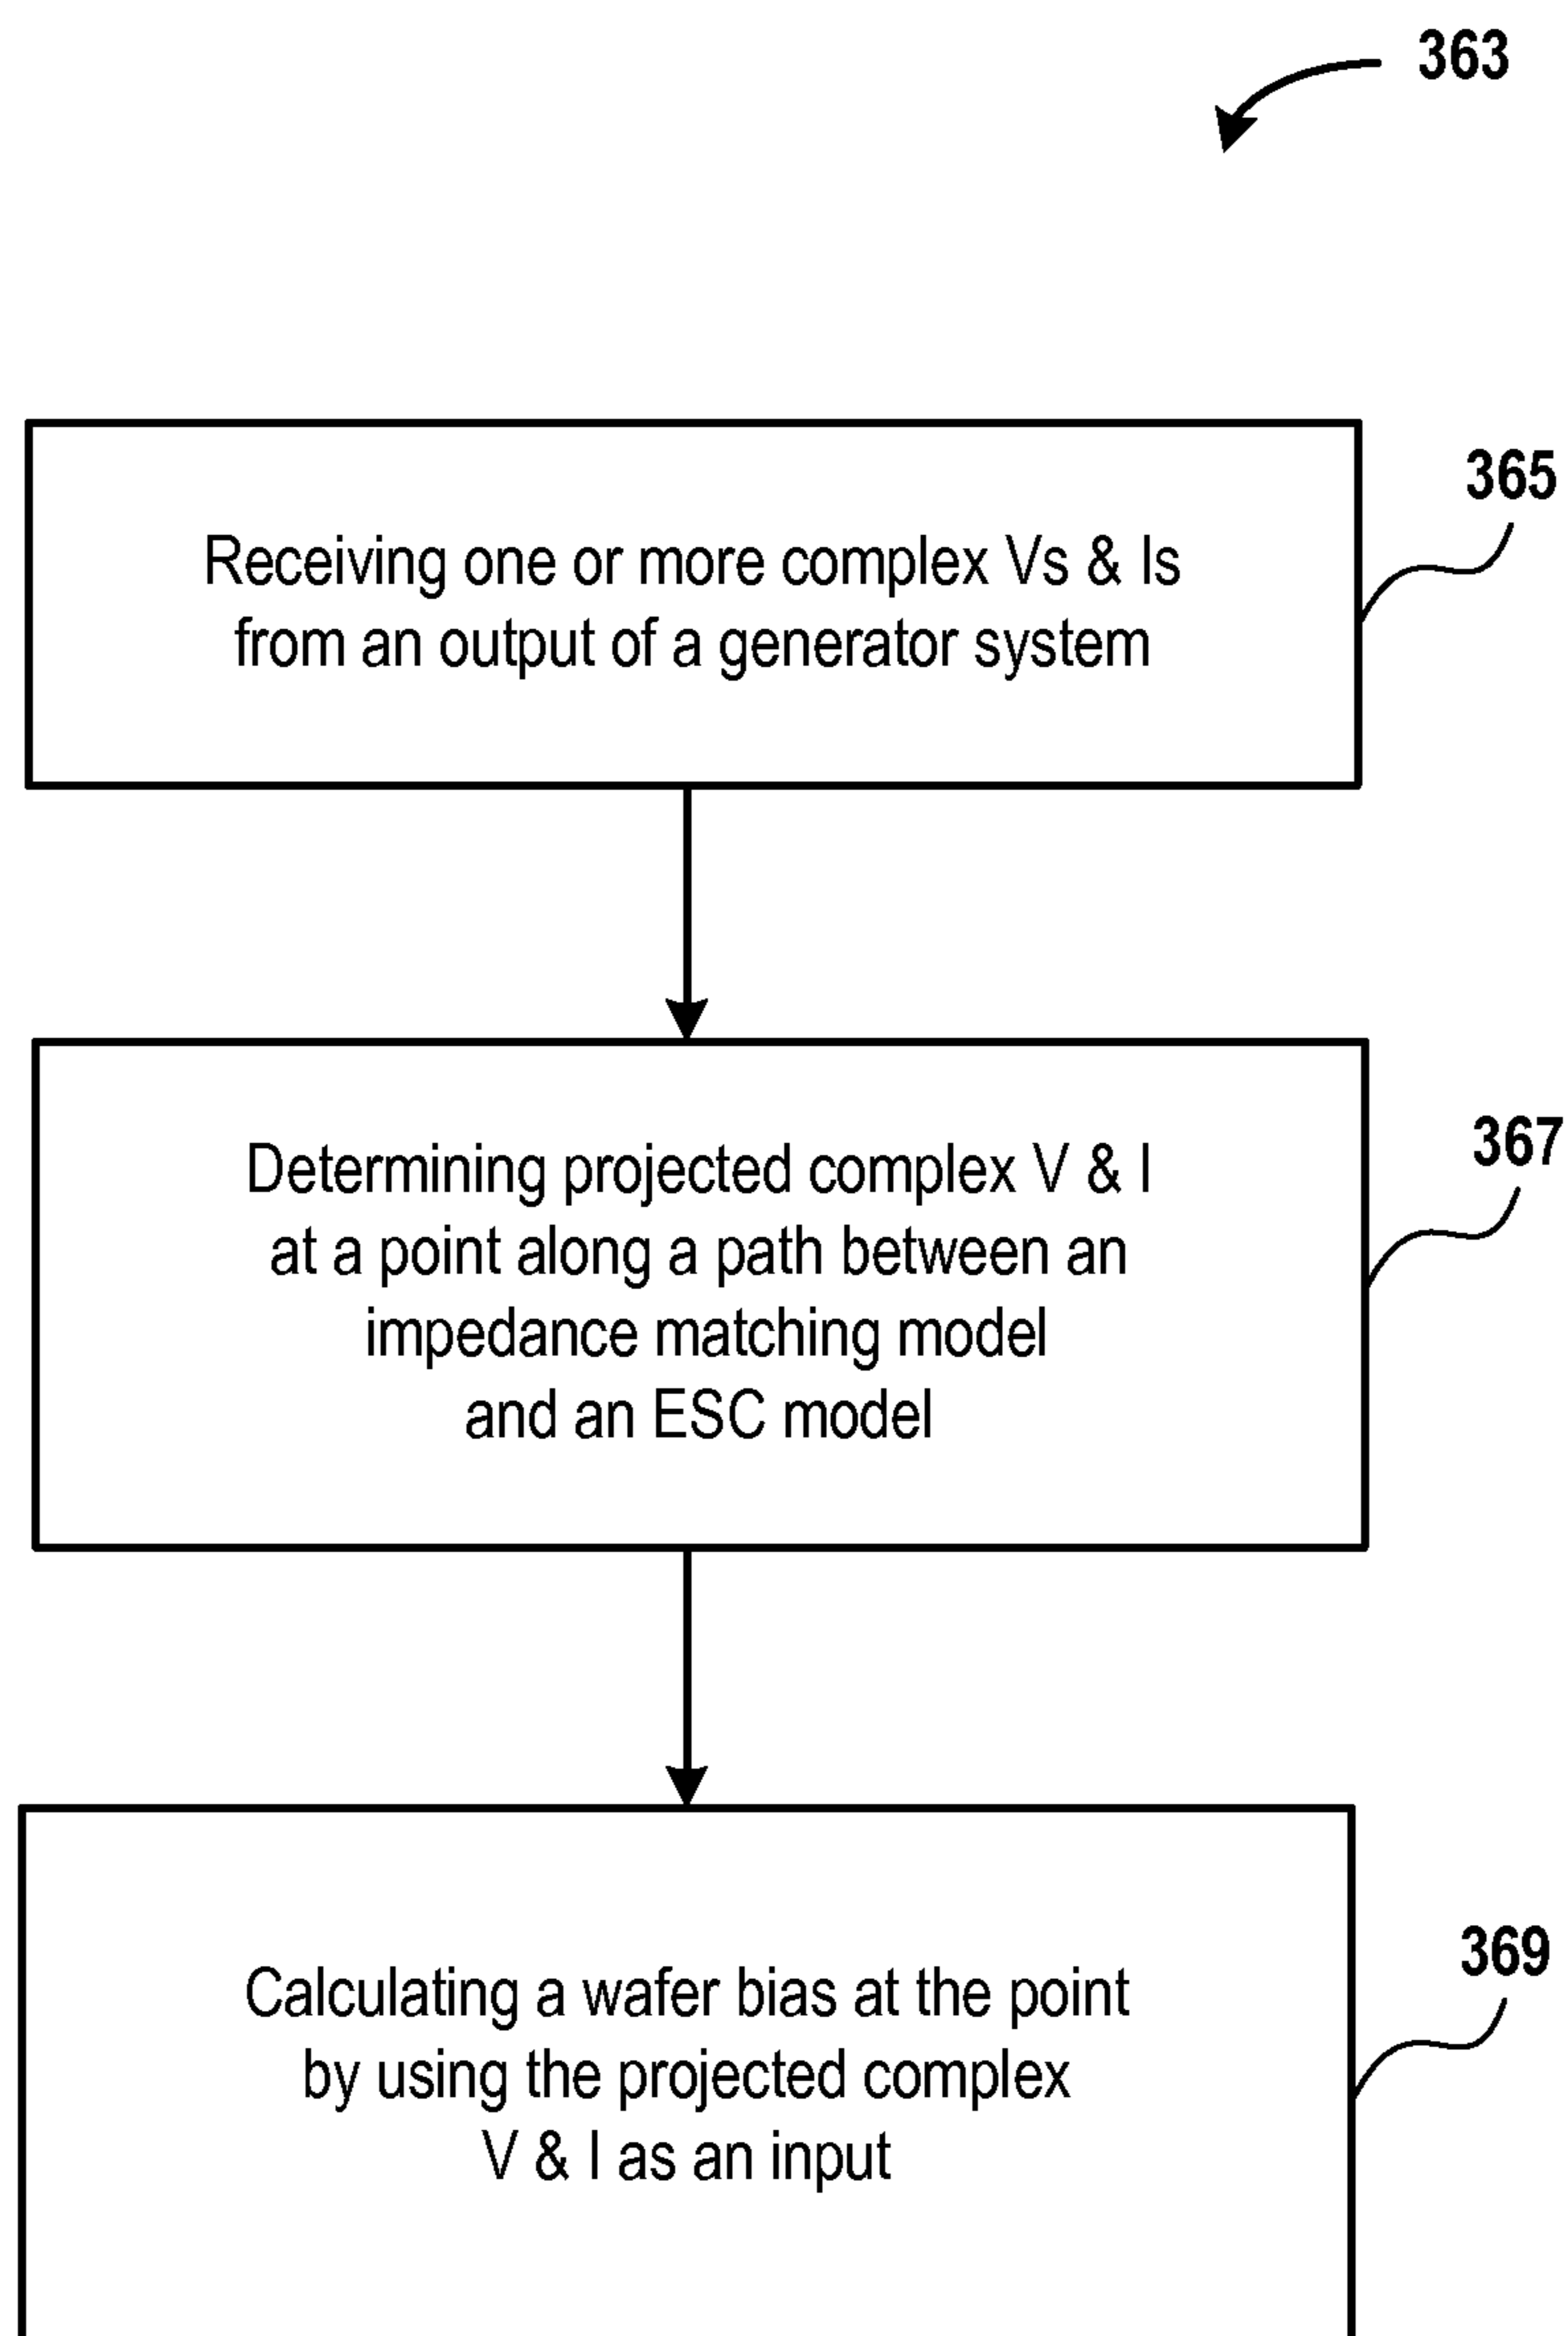 363
365
Receiving one or more complex Vs & Is
from an output of a generator system
367
Determining projected complex V & I
at a point along a path between an
impedance matching model
and an ESC model
369
Calculating a wafer bias at the point
by using the projected complex
V & I as an input